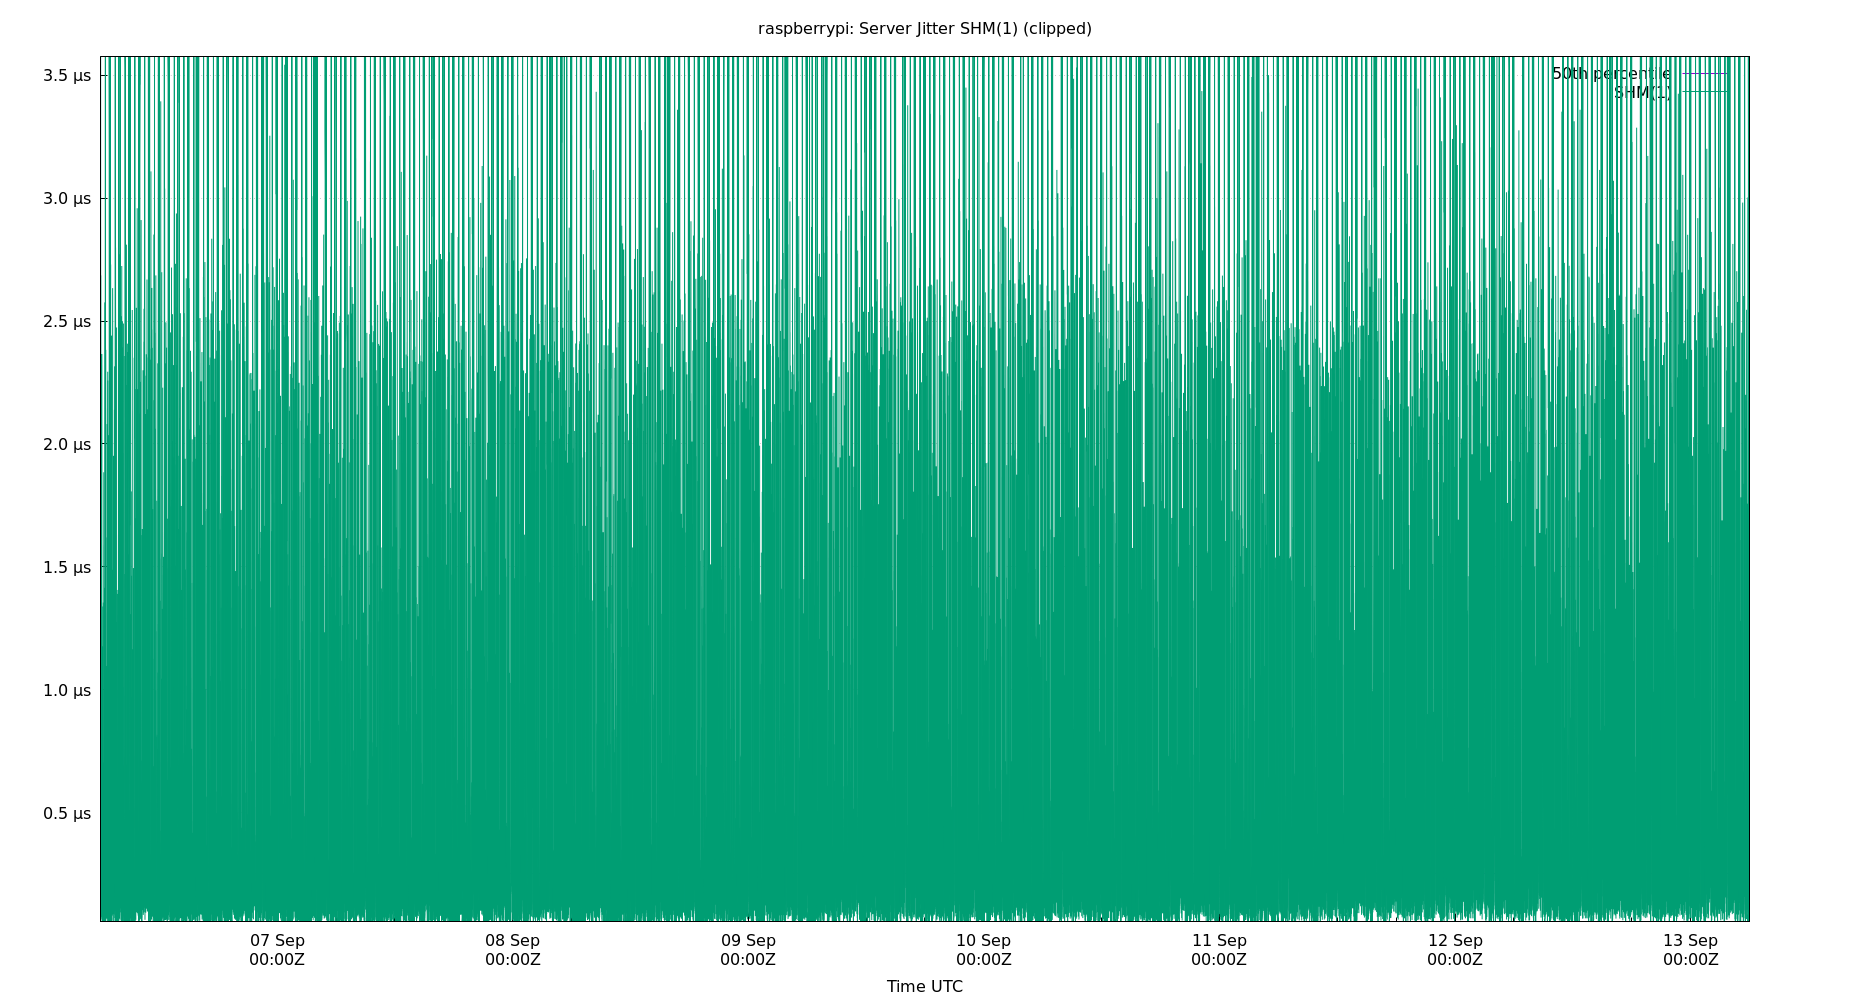 raspberrypi: Server Jitter SHM(1) (clipped)
3.5 µs
3.0 µs
2.5 µs
2.0 µs
1.5 µs
1.0 µs
0.5 µs
50th percentile
SHM(1)
07 Sep
00:00Z
08 Sep
00:00Z
09 Sep
00:00Z
10 Sep
00:00Z
11 Sep
00:00Z
12 Sep
00:00Z
13 Sep
00:00Z
Time UTC